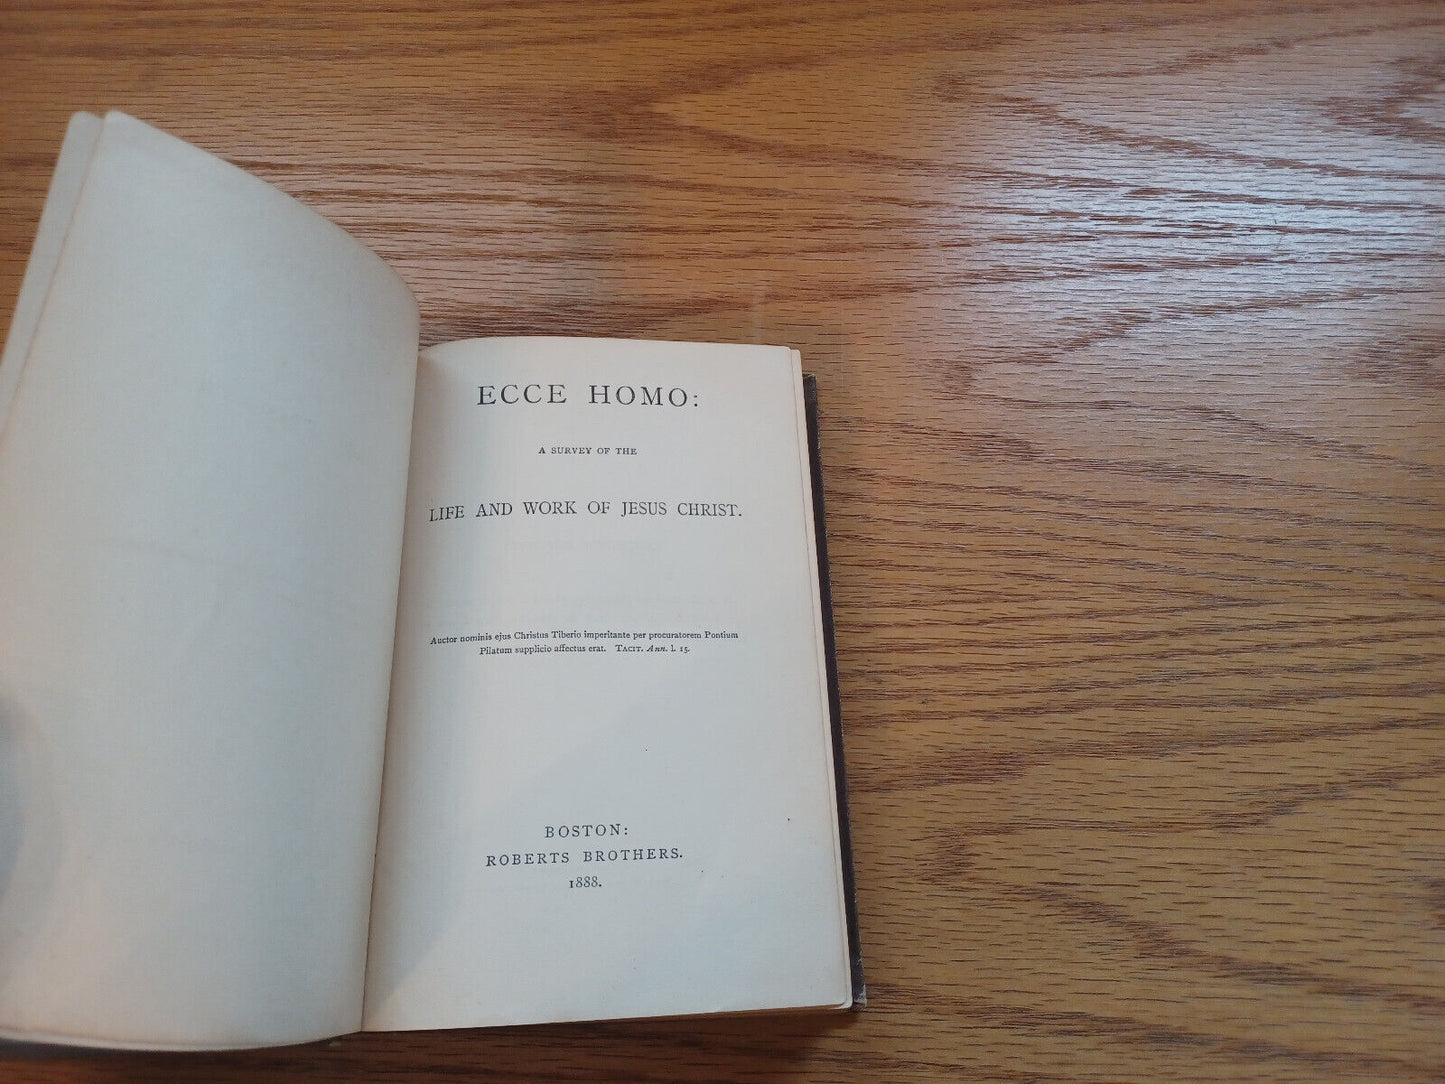 ECCE HOMO:
A SURVEY OF THE
LIFE AND WORK OF JESUS CHRIST.
Auctor nominis ejus Christus Tiberio imperitante per procuratorem Pontium
Pilatum supplicio affectus erat. TACIT. Ann. l. 15.
BOSTON:
ROBERTS BROTHERS.
1888.